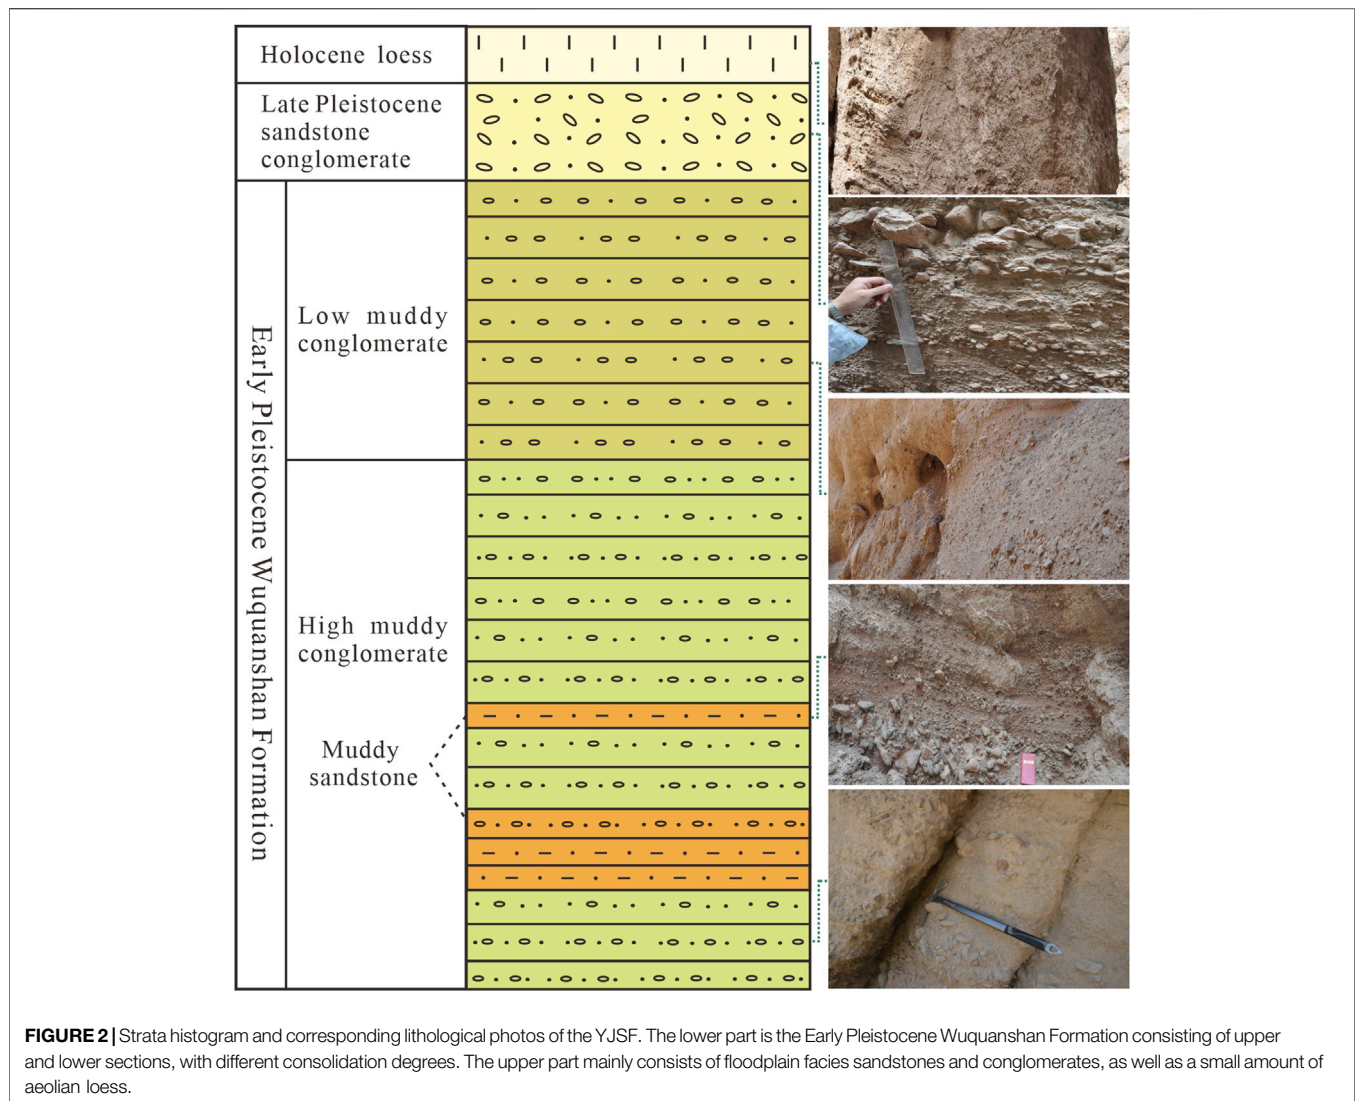 Holocene loess
Late Pleistocene
sandstone
conglomerate
Early Pleistocene Wuquanshan Formation
Low muddy
conglomerate
High muddy
conglomerate
Muddy
sandstone
FIGURE 2 | Strata histogram and corresponding lithological photos of the YJSF. The lower part is the Early Pleistocene Wuquanshan Formation consisting of upper
and lower sections, with different consolidation degrees. The upper part mainly consists of floodplain facies sandstones and conglomerates, as well as a small amount of
aeolian loess.